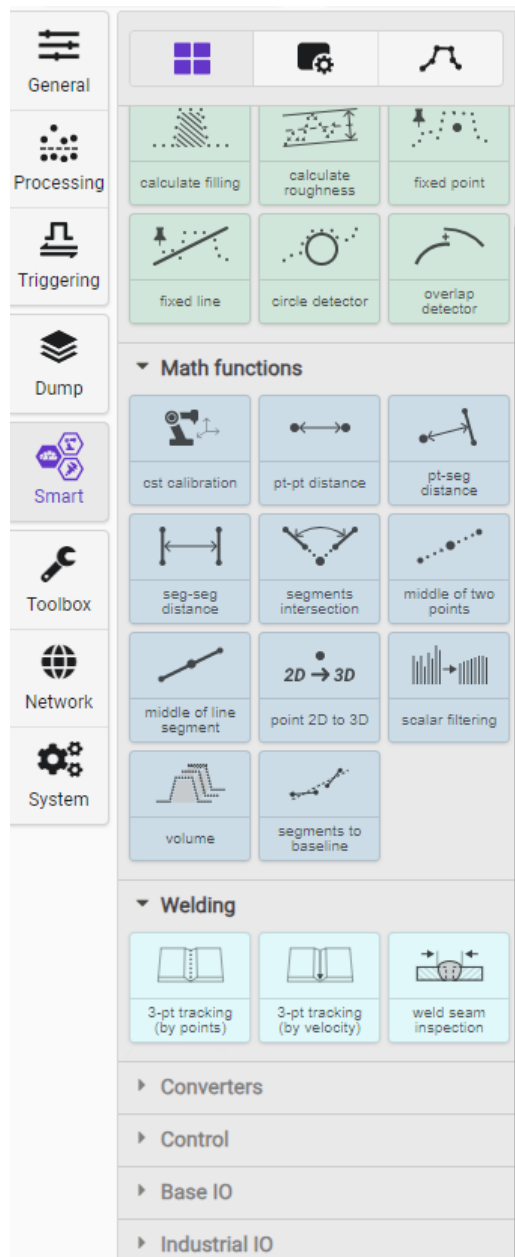 General
Processing
Triggering
Dump
Smart
Toolbox
Network
System
calculate filling
calculate
roughness
fixed point
fixed line
circle detector
overlap
detector
Math functions
cst calibration
pt-pt distance
pt-seg
distance
seg-seg
distance
segments
intersection
middle of two
points
middle of line
segment
2D → 3D
point 2D to 3D
scalar filtering
volume
segments to
baseline
Welding
3-pt tracking
(by points)
3-pt tracking
(by velocity)
weld seam
inspection
Converters
Control
Base IO
Industrial IO